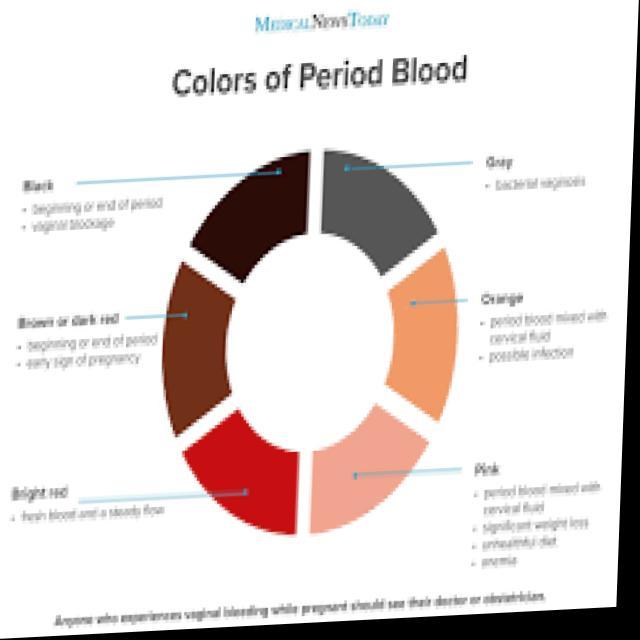 MEDICALNEWSTODAY
Colors of Period Blood
Black
• beginning or end of period
• vaginal blockage
Gray
• bacterial vaginosis
Brown or dark red
• beginning or end of period
• early sign of pregnancy
Orange
• period blood mixed with
cervical fluid
• possible infection
Bright red
• fresh blood and a steady flow
Pink
• period blood mixed with
cervical fluid
• significant weight loss
• unhealthful diet
• anemia
Anyone who experiences vaginal bleeding while pregnant should see their doctor or obstetrician.